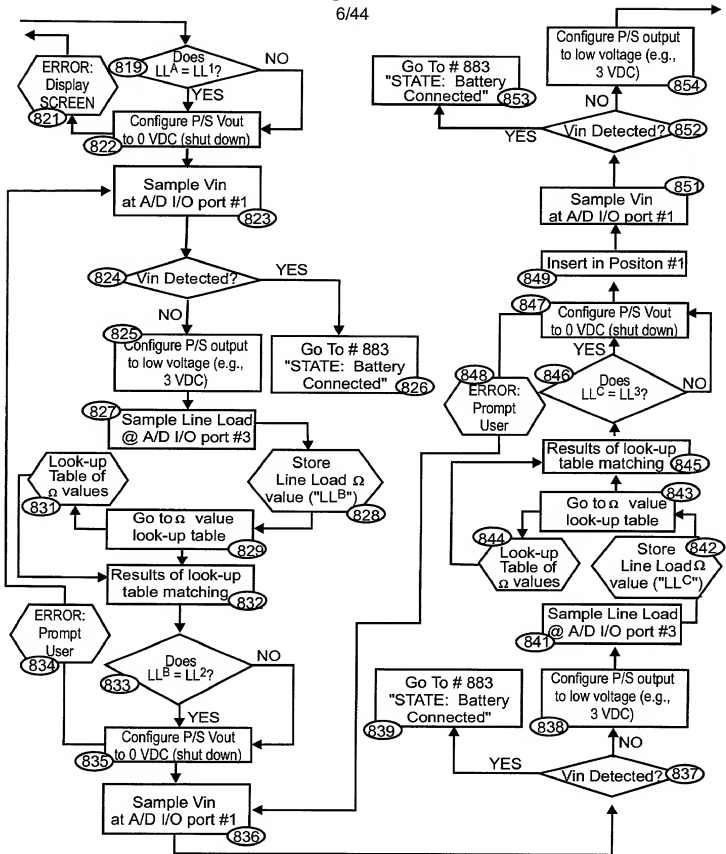 6/44
819
Does
LLA = LL1?
NO
YES
ERROR:
Display
SCREEN
821
Configure P/S Vout
to 0 VDC (shut down)
822
Sample Vin
at A/D I/O port #1
823
824
Vin Detected?
YES
NO
825
Configure P/S output
to low voltage (e.g.,
3 VDC)
Go To # 883
"STATE: Battery
Connected"
826
827
Sample Line Load
@ A/D I/O port #3
Look-up
Table of
Ω values
831
Store
Line Load Ω
value ("LLB")
828
Go to Ω value
look-up table
829
Results of look-up
table matching
832
ERROR:
Prompt
User
834
Does
LLB = LL2?
833
NO
YES
Configure P/S Vout
to 0 VDC (shut down)
835
Sample Vin
at A/D I/O port #1
836
Configure P/S output
to low voltage (e.g.,
3 VDC)
854
Go To # 883
"STATE: Battery
Connected"
853
NO
YES
Vin Detected?
852
851
Sample Vin
at A/D I/O port #1
Insert in Positon #1
849
847
Configure P/S Vout
to 0 VDC (shut down)
YES
848
846
ERROR:
Prompt
User
Does
LLC = LL3?
NO
Results of look-up
table matching
845
843
Go to Ω value
look-up table
844
Look-up
Table of
Ω values
842
Store
Line Load Ω
value ("LLC")
Sample Line Load
@ A/D I/O port #3
841
Go To # 883
"STATE: Battery
Connected"
839
Configure P/S output
to low voltage (e.g.,
3 VDC)
838
NO
YES
Vin Detected?
837